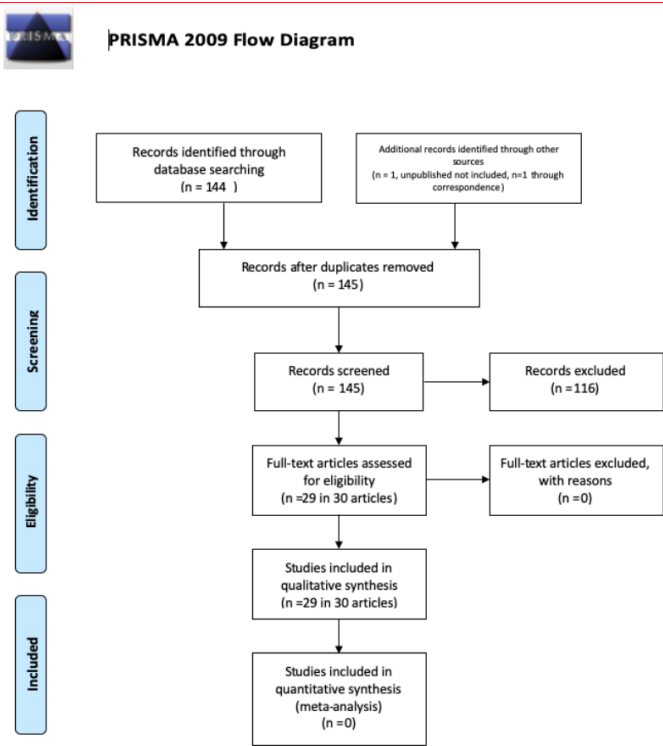 PRISMA
PRISMA 2009 Flow Diagram
Identification
Records identified through
database searching
(n = 144 )
Additional records identified through other
sources
(n = 1, unpublished not included, n=1 through
correspondence)
Records after duplicates removed
(n = 145)
Screening
Records screened
(n = 145)
Records excluded
(n =116)
Eligibility
Full-text articles assessed
for eligibility
(n =29 in 30 articles)
Full-text articles excluded,
with reasons
(n =0)
Studies included in
qualitative synthesis
(n =29 in 30 articles)
Included
Studies included in
quantitative synthesis
(meta-analysis)
(n =0)